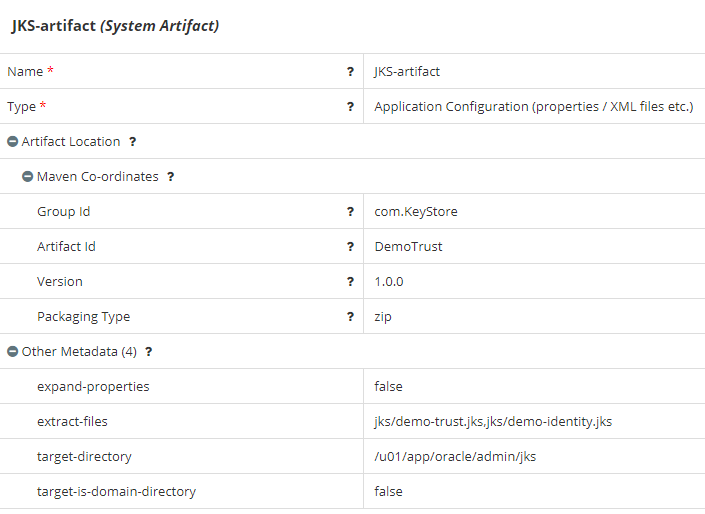 JKS-artifact (System Artifact)
Name * ? JKS-artifact
Type * ? Application Configuration (properties / XML files etc.)
Artifact Location ?
Maven Co-ordinates ?
Group Id ? com.KeyStore
Artifact Id ? DemoTrust
Version ? 1.0.0
Packaging Type ? zip
Other Metadata (4) ?
expand-properties false
extract-files jks/demo-trust.jks,jks/demo-identity.jks
target-directory /u01/app/oracle/admin/jks
target-is-domain-directory false